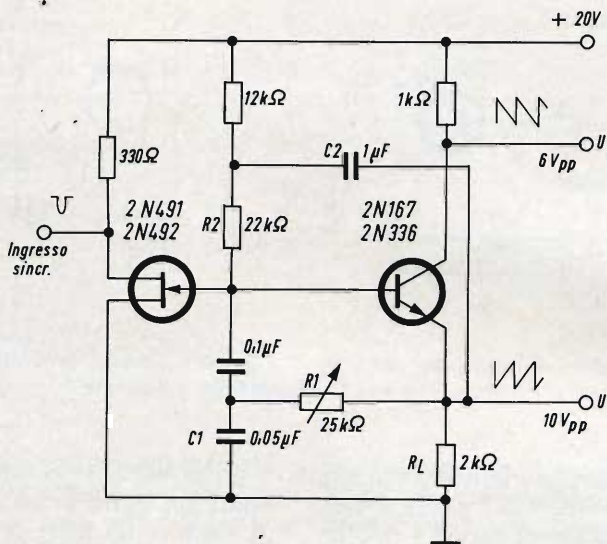 + 20V
12kΩ
1kΩ
330Ω
C2
1µF
U
6Vpp
R2
22kΩ
2N491
2N492
2N167
2N336
Ingresso
sincr.
0,1µF
R1
25kΩ
U
10Vpp
C1
0,05µF
RL
2kΩ